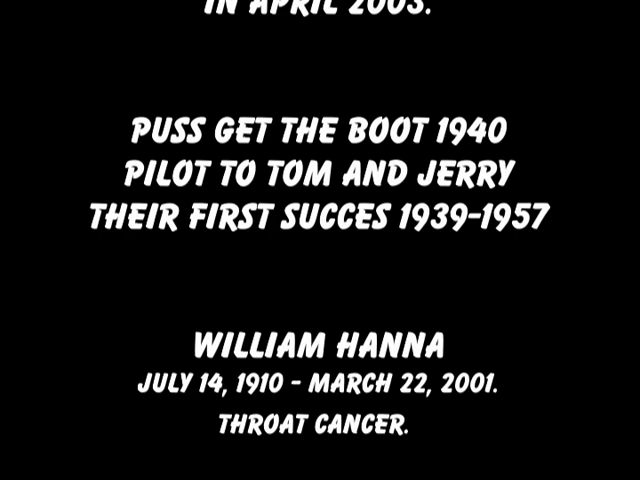 IN APRIL 2003.
PUSS GET THE BOOT 1940
PILOT TO TOM AND JERRY
THEIR FIRST SUCCES 1939-1957
WILLIAM HANNA
JULY 14, 1910 - MARCH 22, 2001.
THROAT CANCER.